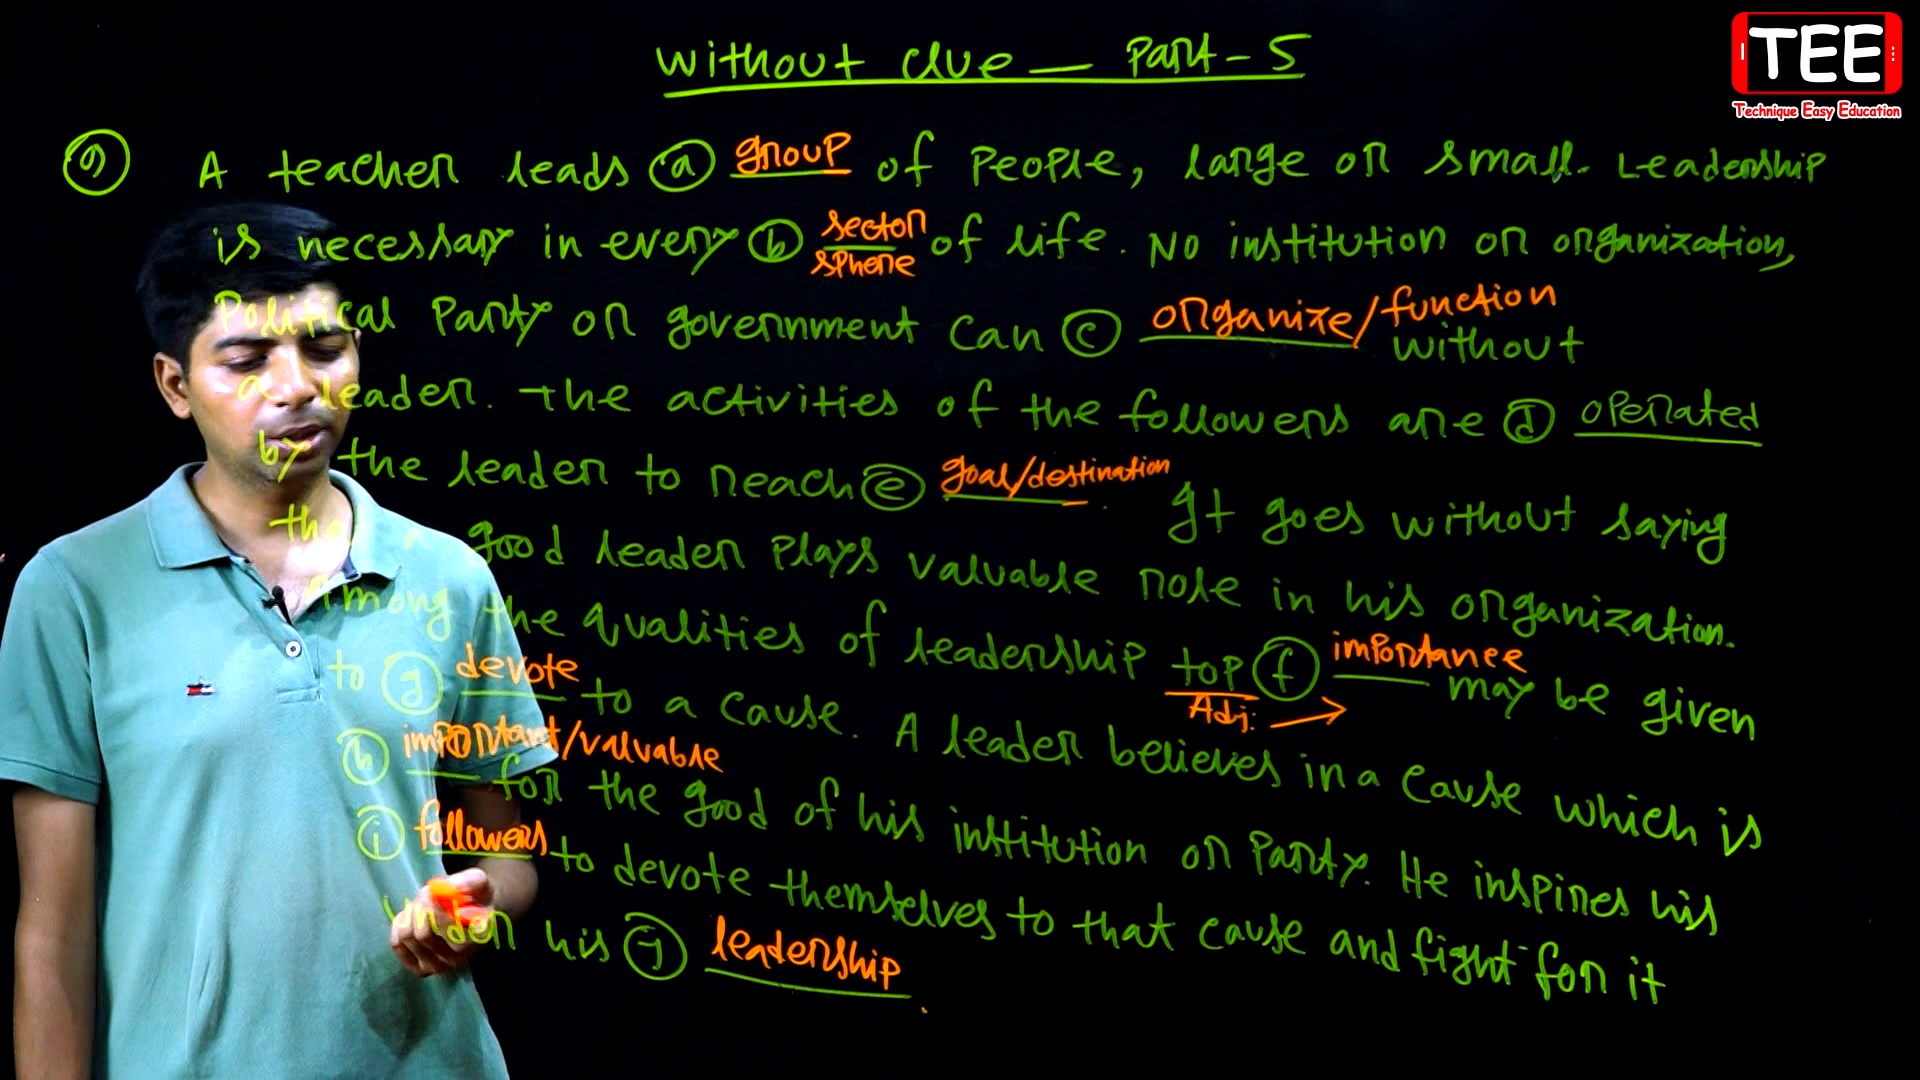 Without Clue — Part - 5
TEE
Technique Easy Education
A teacher leads (a) group of people, large or small. Leadership
is necessary in every (b) sector of life. No institution or organization,
sphere
Political Party or government can (c) organize/function without
a leader. The activities of the followers are (d) operated
by the leader to reach (e) goal/destination. It goes without saying
good leader plays valuable role in his organization.
Among the qualities of leadership top (f) importance may be given
Adj:
to (g) devote to a cause. A leader believes in a cause which is
(h) important/valuable for the good of his institution or Party. He inspires his
(i) followers to devote themselves to that cause and fight for it
under his (j) leadership.